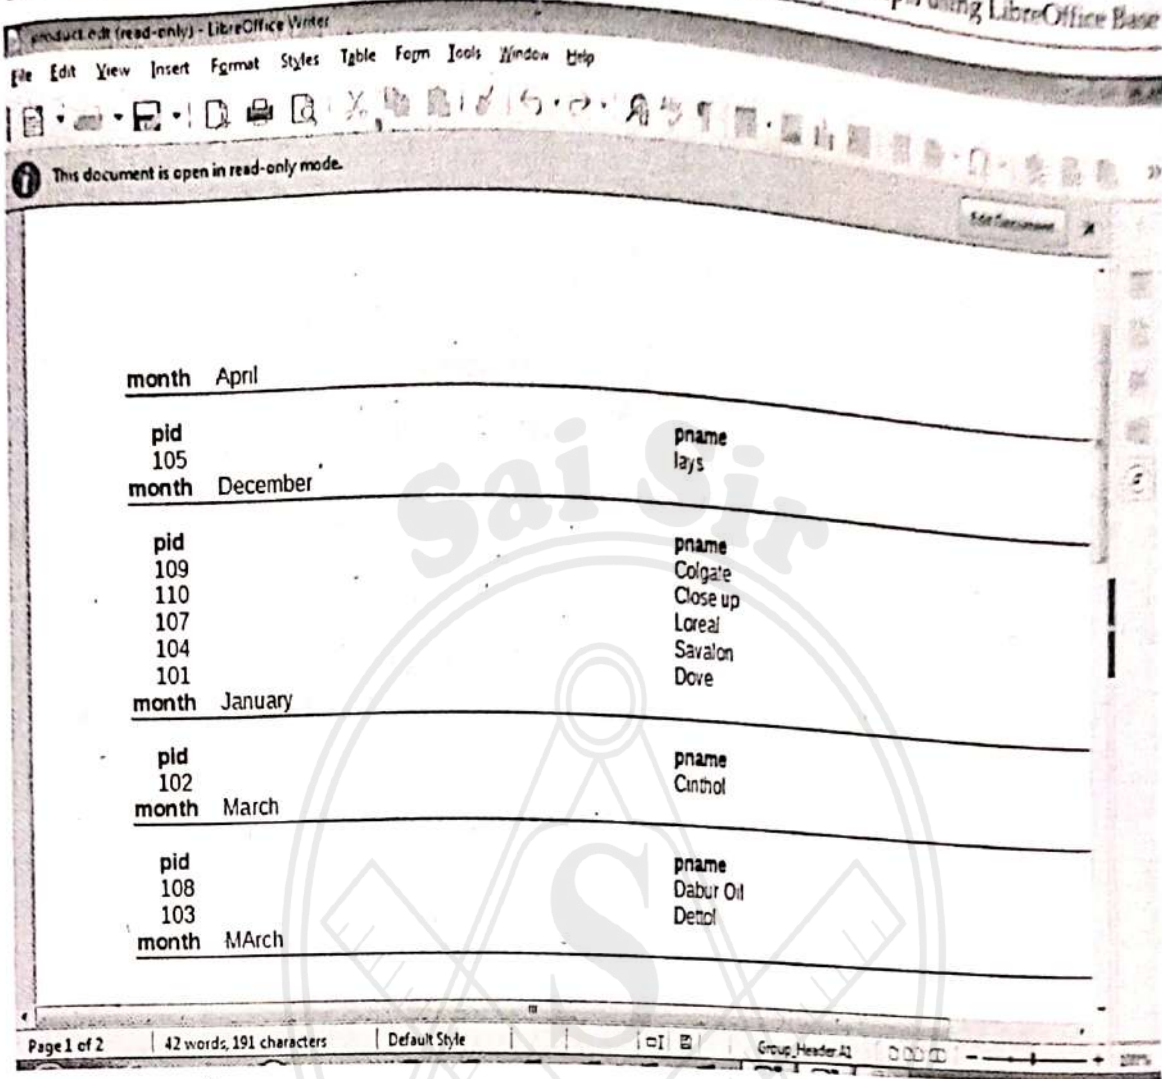 using LibreOffice Base
product.odt (read-only) - LibreOffice Writer
File Edit View Insert Format Styles Table Form Tools Window Help
This document is open in read-only mode.
Edit Document
month April
pid pname
105 lays
month December
pid pname
109 Colgate
110 Close up
107 Loreal
104 Savalon
101 Dove
month January
pid pname
102 Cinthol
month March
pid pname
108 Dabur Oil
103 Dettol
month MArch
Sai Sir
S
Page 1 of 2 42 words, 191 characters Default Style Group_Header A1